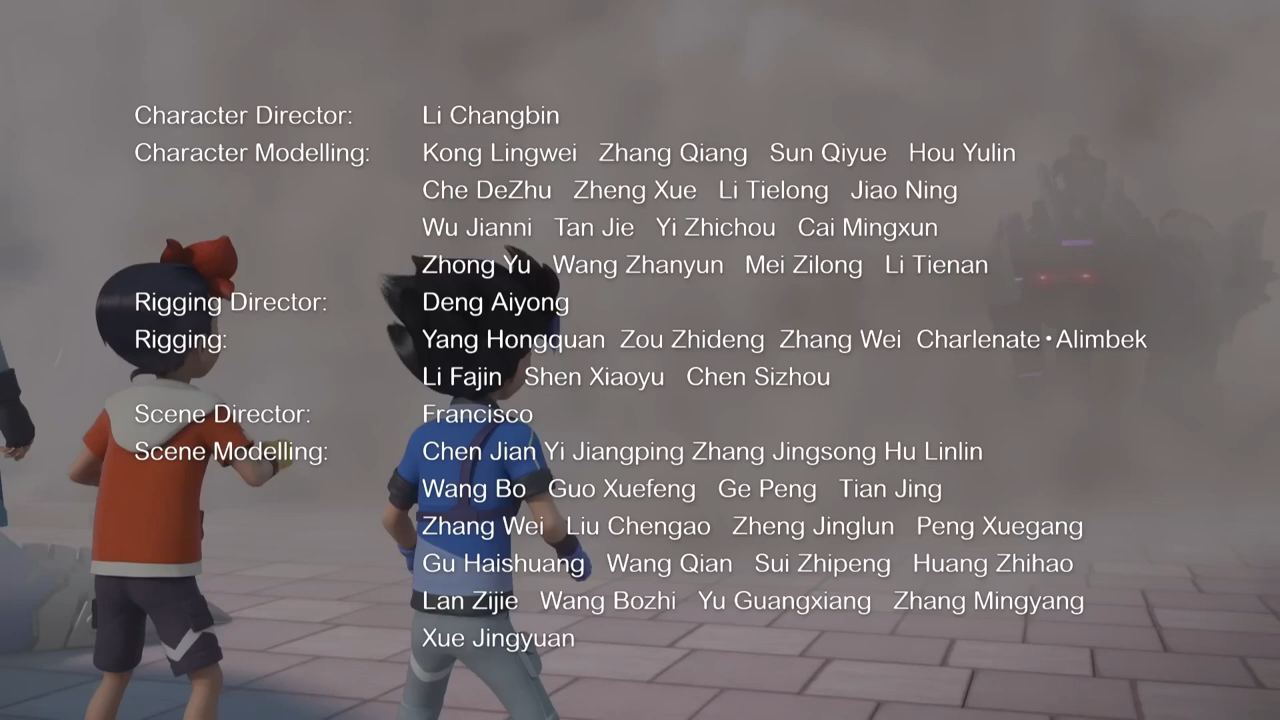 Character Director: Li Changbin
Character Modelling: Kong Lingwei Zhang Qiang Sun Qiyue Hou Yulin
Che DeZhu Zheng Xue Li Tielong Jiao Ning
Wu Jianni Tan Jie Yi Zhichou Cai Mingxun
Zhong Yu Wang Zhanyun Mei Zilong Li Tienan
Rigging Director: Deng Aiyong
Rigging: Yang Hongquan Zou Zhideng Zhang Wei Charlenate·Alimbek
Li Fajin Shen Xiaoyu Chen Sizhou
Scene Director: Francisco
Scene Modelling: Chen Jian Yi Jiangping Zhang Jingsong Hu Linlin
Wang Bo Guo Xuefeng Ge Peng Tian Jing
Zhang Wei Liu Chengao Zheng Jinglun Peng Xuegang
Gu Haishuang Wang Qian Sui Zhipeng Huang Zhihao
Lan Zijie Wang Bozhi Yu Guangxiang Zhang Mingyang
Xue Jingyuan